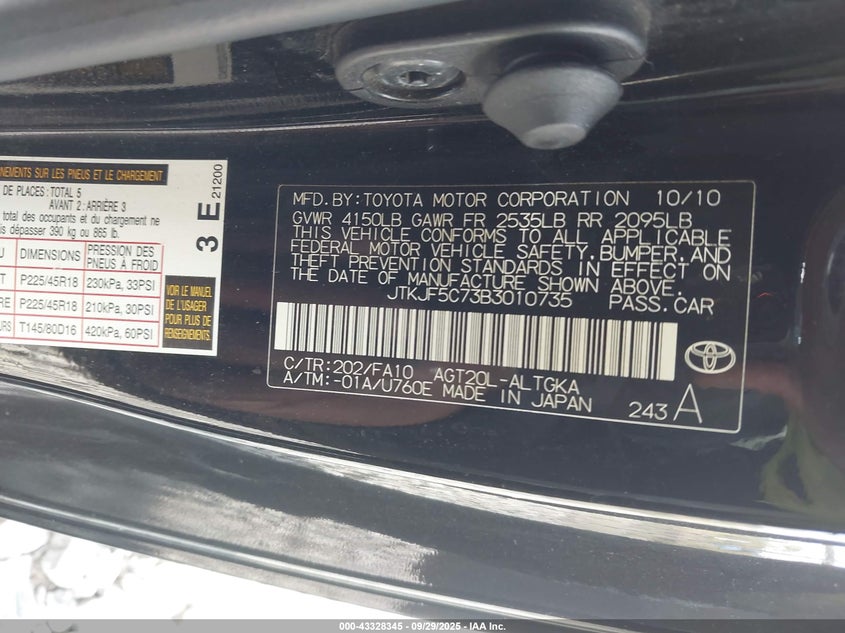 NEMENTS SUR LES PNEUS ET LE CHARGEMENT
DE PLACES: TOTAL 5
AVANT 2: ARRIÈRE 3
total des occupants et du chargement ne
is dépasser 390 kg ou 865 lb.
U DIMENSIONS PRESSION DES PNEUS À FROID
T P225/45R18 230kPa, 33PSI
RE P225/45R18 210kPa, 30PSI
URS T145/80D16 420kPa, 60PSI
VOIR LE MANUEL
DE L'USAGER
POUR PLUS DE
RENSEIGNEMENTS.
3 E
21200
MFD. BY: TOYOTA MOTOR CORPORATION 10/10
GVWR 4150LB GAWR FR 2535LB RR 2095LB
THIS VEHICLE CONFORMS TO ALL APPLICABLE
FEDERAL MOTOR VEHICLE SAFETY, BUMPER, AND
THEFT PREVENTION STANDARDS IN EFFECT ON
THE DATE OF MANUFACTURE SHOWN ABOVE.
JTKJF5C73B3010735 PASS. CAR
C/TR: 202/FA10 AGT20L-ALTGKA
A/TM: -01A/U760E MADE IN JAPAN
243 A
000-43328345 - 09/29/2025 - IAAI.COM